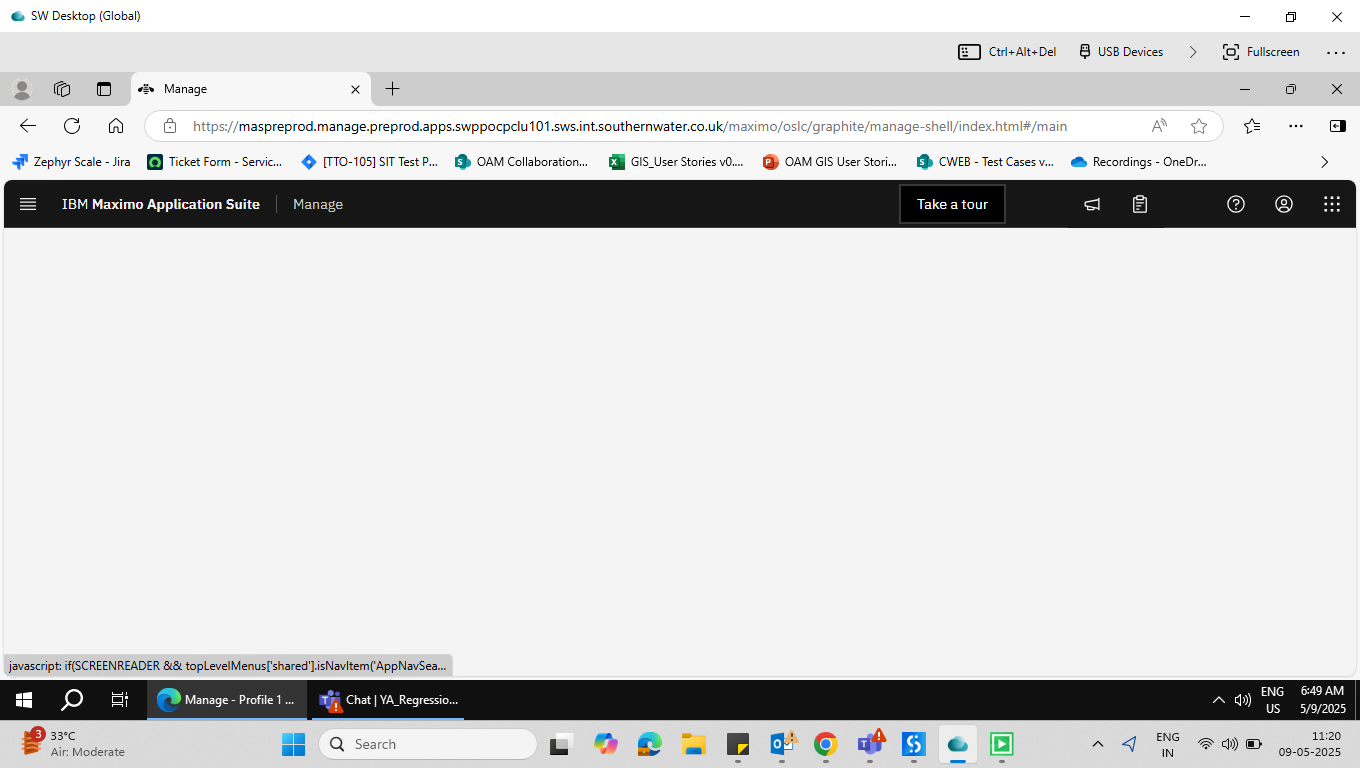 SW Desktop (Global)
Ctrl+Alt+Del
USB Devices
Fullscreen
Manage
https://maspreprod.manage.preprod.apps.swppocpclu101.sws.int.southernwater.co.uk/maximo/oslc/graphite/manage-shell/index.html#/main
Zephyr Scale - Jira
Ticket Form - Servic...
[TTO-105] SIT Test P...
OAM Collaboration...
GIS_User Stories v0....
OAM GIS User Stori...
CWEB - Test Cases v...
Recordings - OneDr...
IBM Maximo Application Suite
Manage
Take a tour
javascript: if(SCREENREADER && topLevelMenus['shared'].isNavItem('AppNavSea...
Manage - Profile 1 ...
Chat | YA_Regressio...
ENG
US
6:49 AM
5/9/2025
3
33°C
Air: Moderate
Search
ENG
IN
11:20
09-05-2025